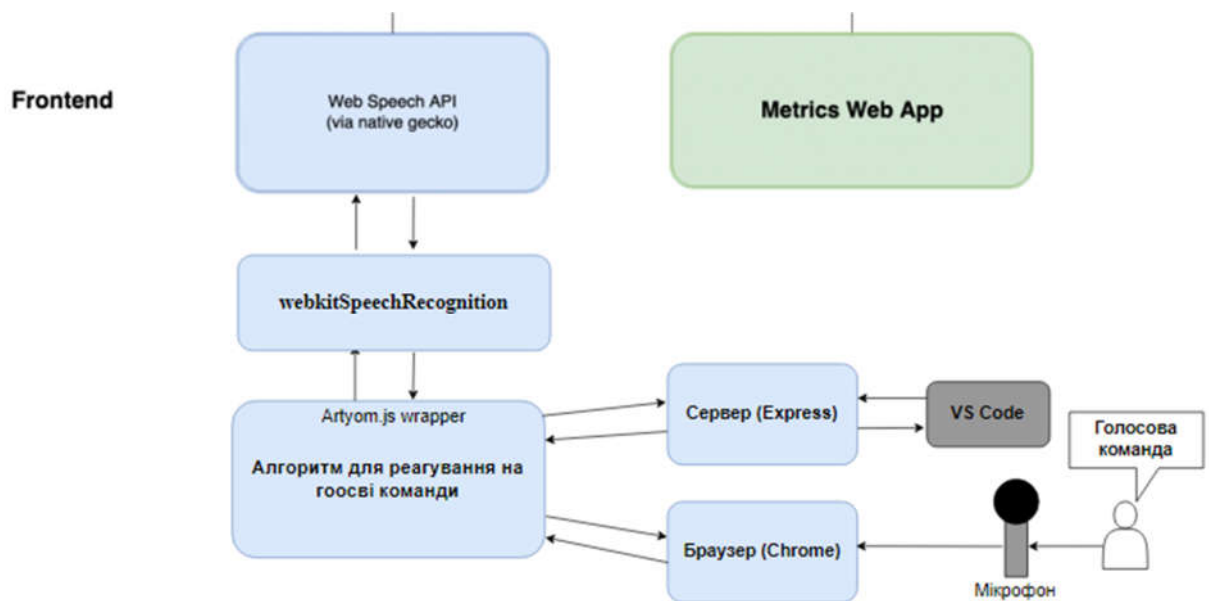 Frontend
Web Speech API
(via native gecko)
Metrics Web App
webkitSpeechRecognition
Artyom.js wrapper
Алгоритм для реагування на
гоосві команди
Сервер (Express)
VS Code
Голосова
команда
Браузер (Chrome)
Мікрофон